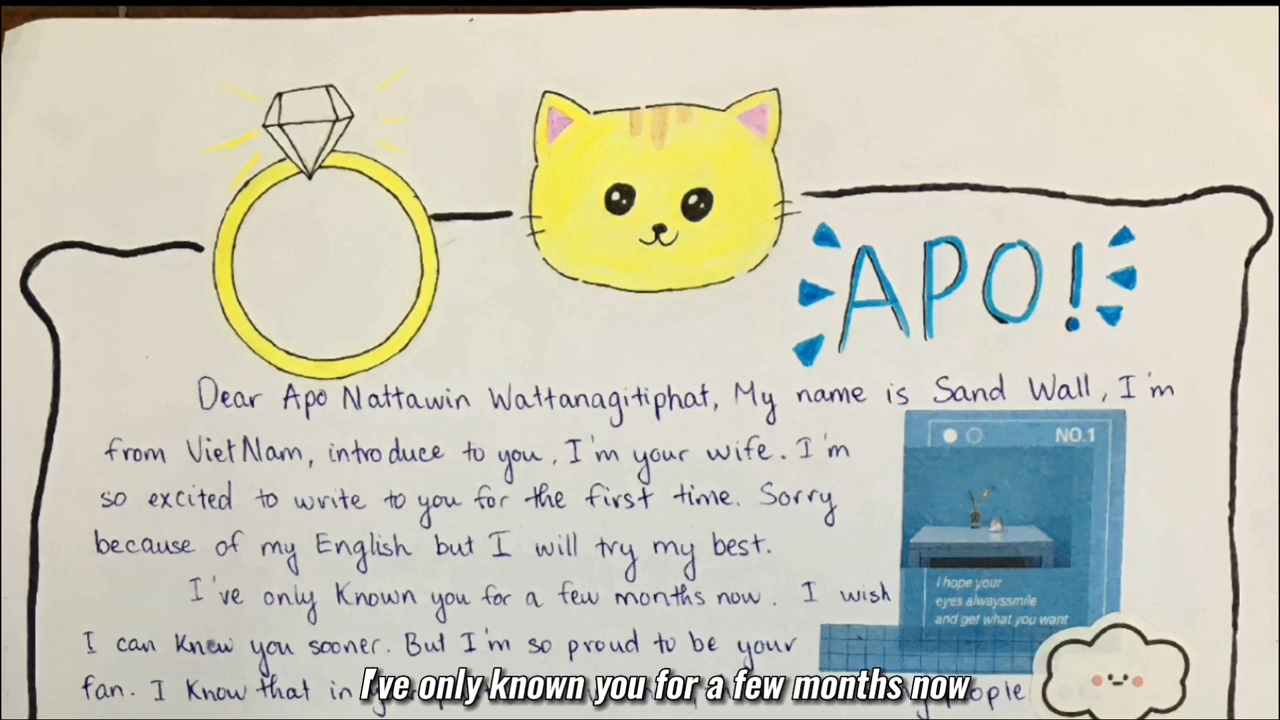 APO!
Dear Apo Nattawin Wattanagitiphat, My name is Sand Wall, I'm
from VietNam, introduce to you, I'm your wife. I'm
so excited to write to you for the first time. Sorry
because of my English but I will try my best.
I've only Known you for a few months now. I wish
I can Knew you sooner. But I'm so proud to be your
fan. I Know that in
people
NO.1
I hope your
eyes alwayssmile
and get what you want
I've only known you for a few months now